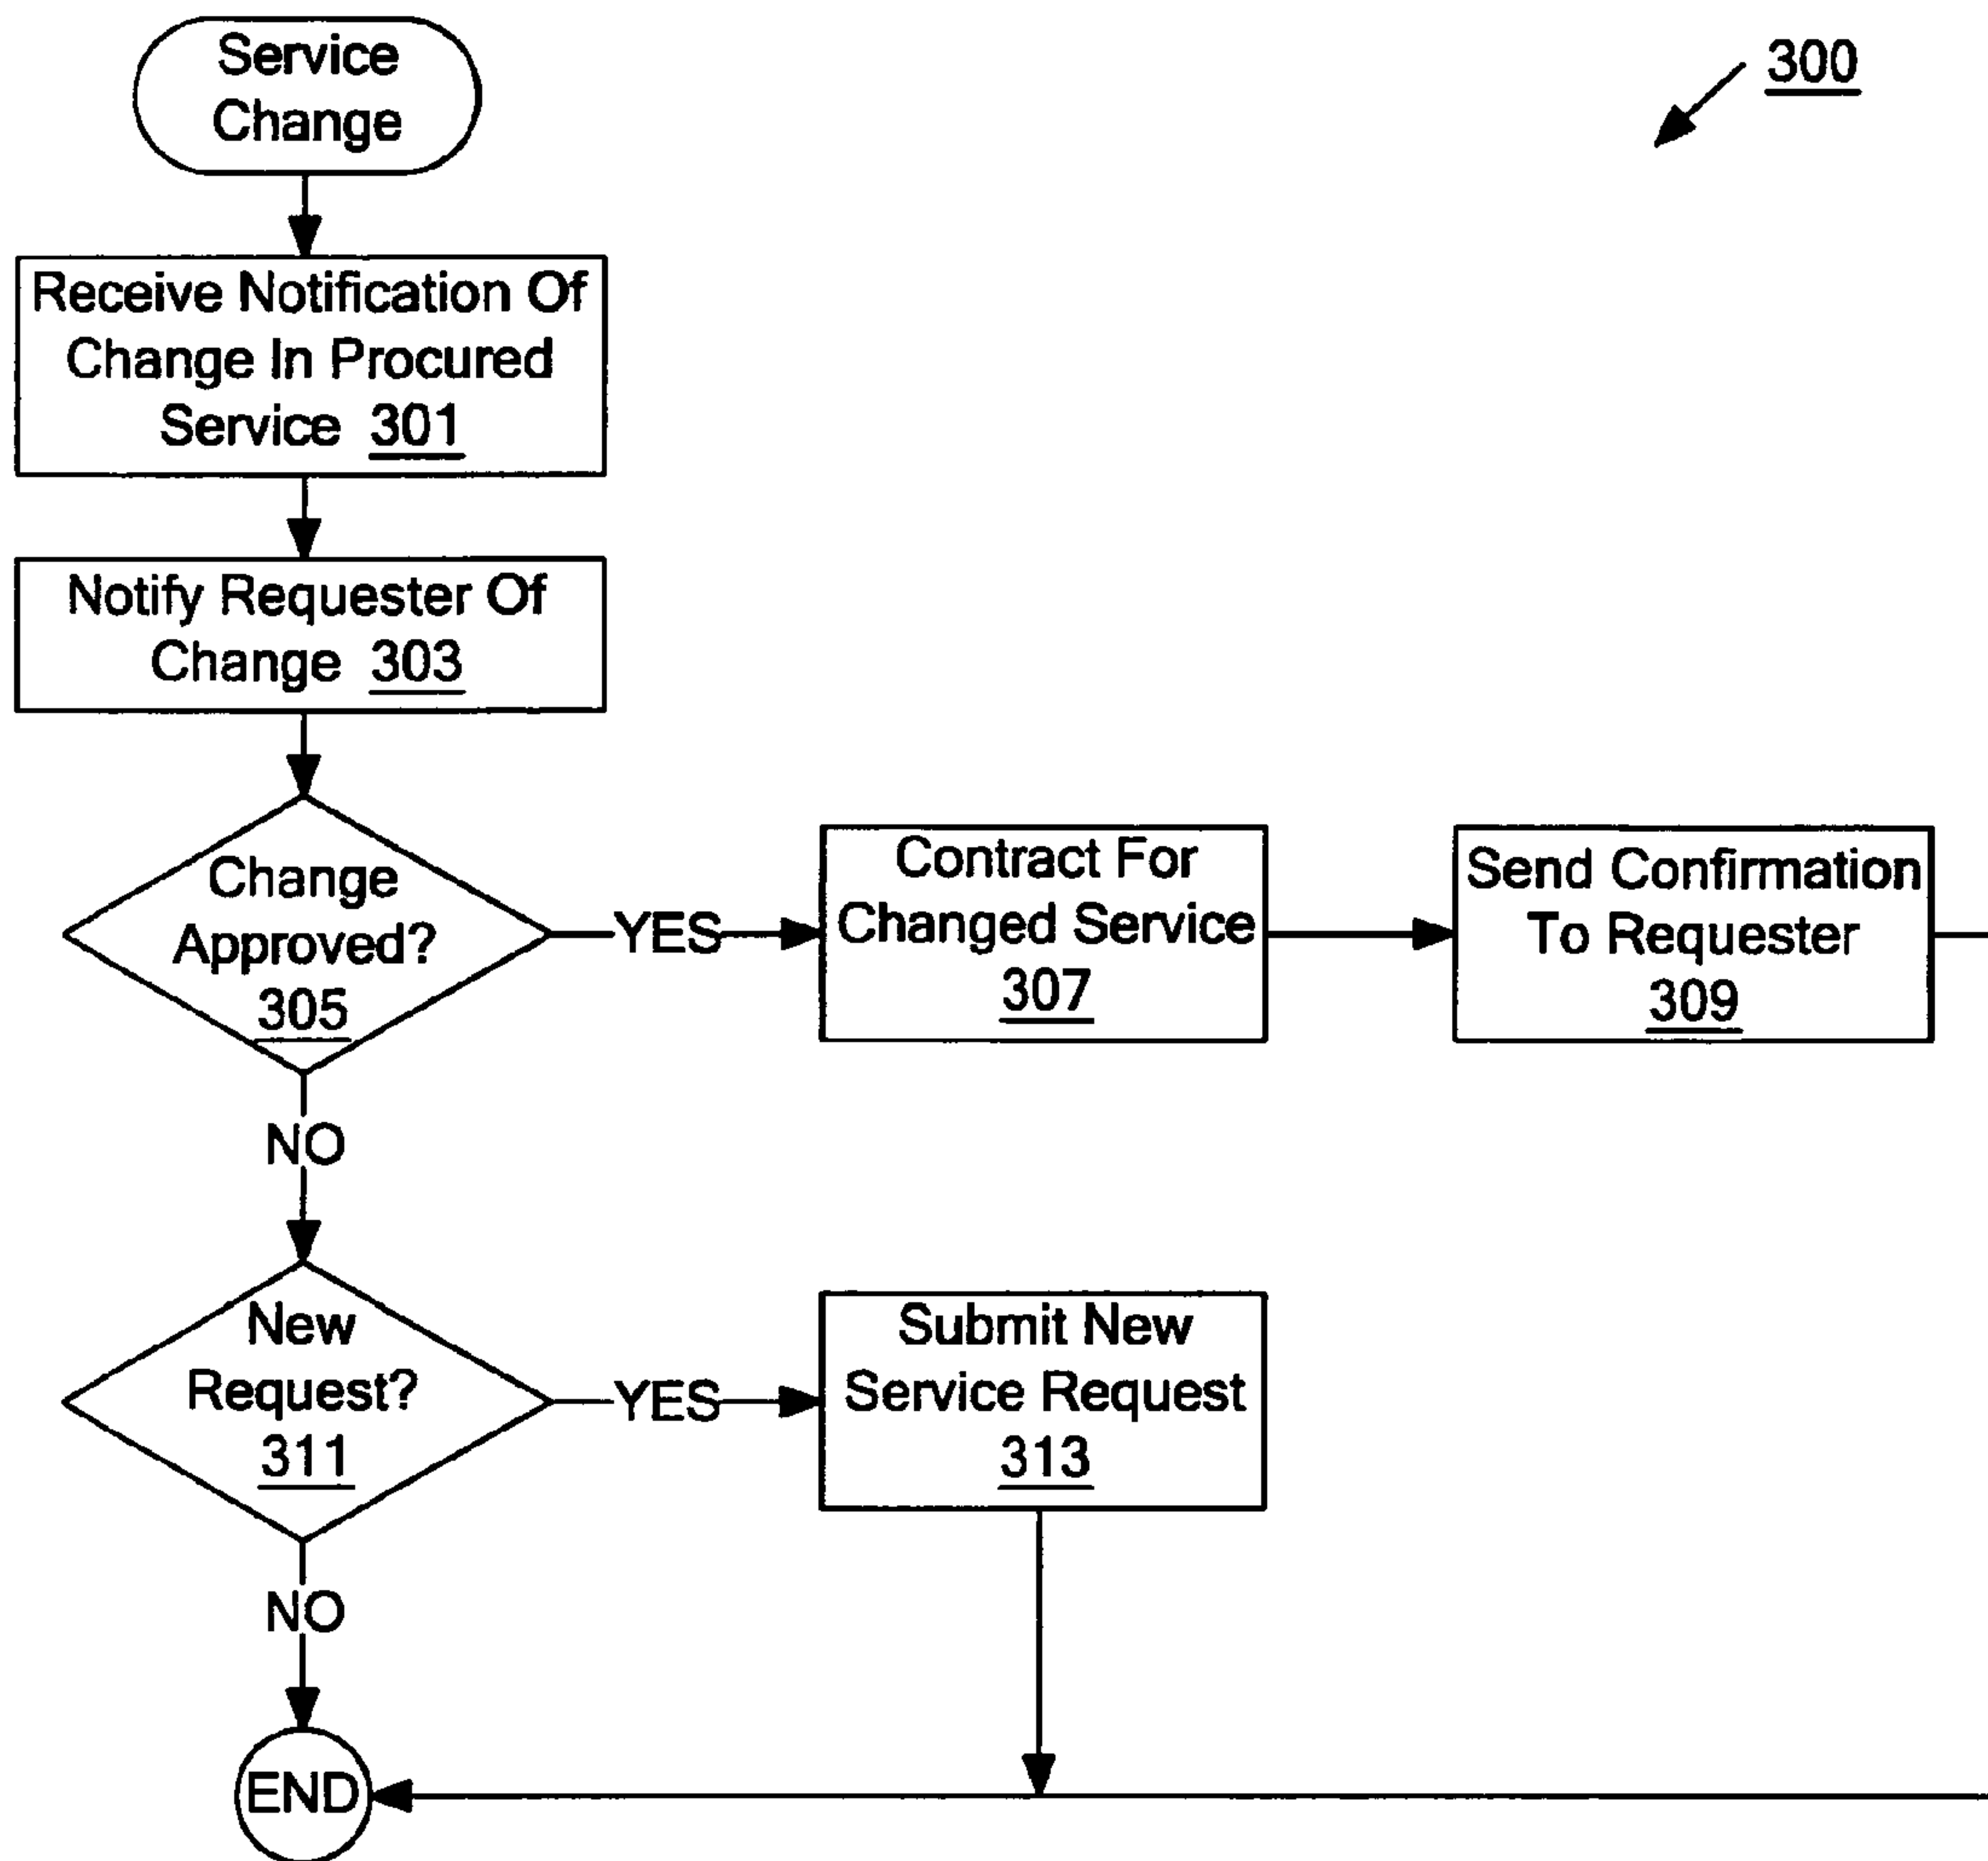 Service
Change
300
Receive Notification Of
Change In Procured
Service 301
Notify Requester Of
Change 303
Change
Approved?
305
YES
Contract For
Changed Service
307
Send Confirmation
To Requester
309
NO
New
Request?
311
YES
Submit New
Service Request
313
NO
END